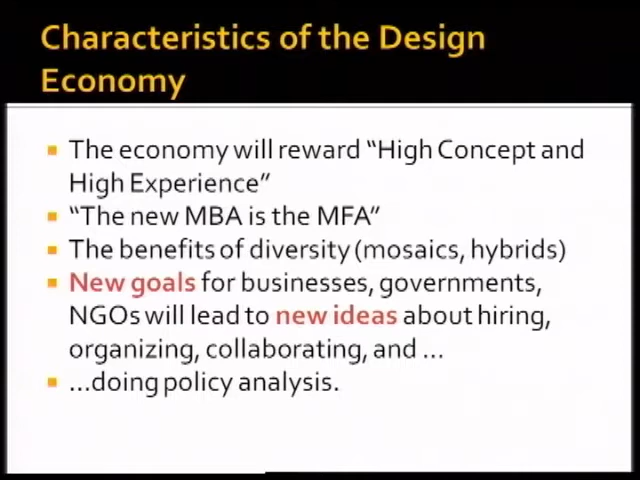 Characteristics of the Design
Economy
The economy will reward “High Concept and
High Experience”
“The new MBA is the MFA”
The benefits of diversity (mosaics, hybrids)
New goals for businesses, governments,
NGOs will lead to new ideas about hiring,
organizing, collaborating, and ...
...doing policy analysis.